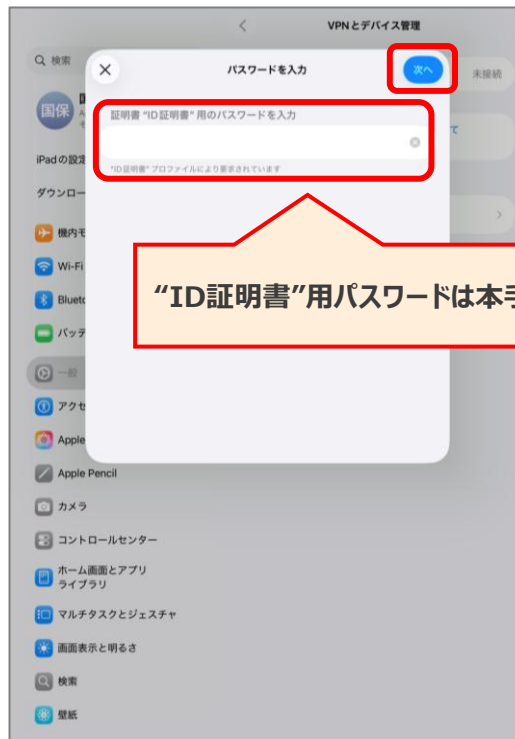 VPNとデバイス管理
検索
パスワードを入力
次へ
未接続
国保
証明書 “ID証明書” 用のパスワードを入力
て
“ID証明書” プロファイルにより要求されています
iPadの設定
ダウンロー
機内モ
Wi-Fi
“ID証明書”用パスワードは本手
Blueto
バッテ
一般
アクセ
Apple
Apple Pencil
カメラ
コントロールセンター
ホーム画面とアプリ
ライブラリ
マルチタスクとジェスチャ
画面表示と明るさ
検索
壁紙